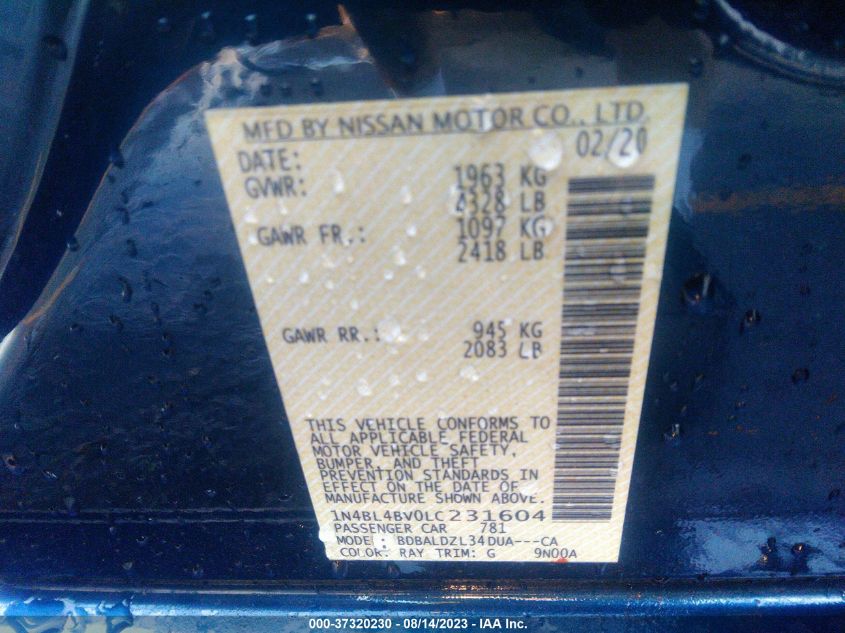 MFD BY NISSAN MOTOR CO., LTD.
DATE: 02/20
GVWR: 1963 KG
4328 LB
GAWR FR.: 1097 KG
2418 LB
GAWR RR.: 945 KG
2083 LB
THIS VEHICLE CONFORMS TO
ALL APPLICABLE FEDERAL
MOTOR VEHICLE SAFETY,
BUMPER, AND THEFT
PREVENTION STANDARDS IN
EFFECT ON THE DATE OF
MANUFACTURE SHOWN ABOVE.
1N4BL4BV0LC231604
PASSENGER CAR 781
MODEL: BDBALDZL34DUA---CA
COLOR: RAY TRIM: G 9N00A
000-37320230 - 08/14/2023 - IAA Inc.